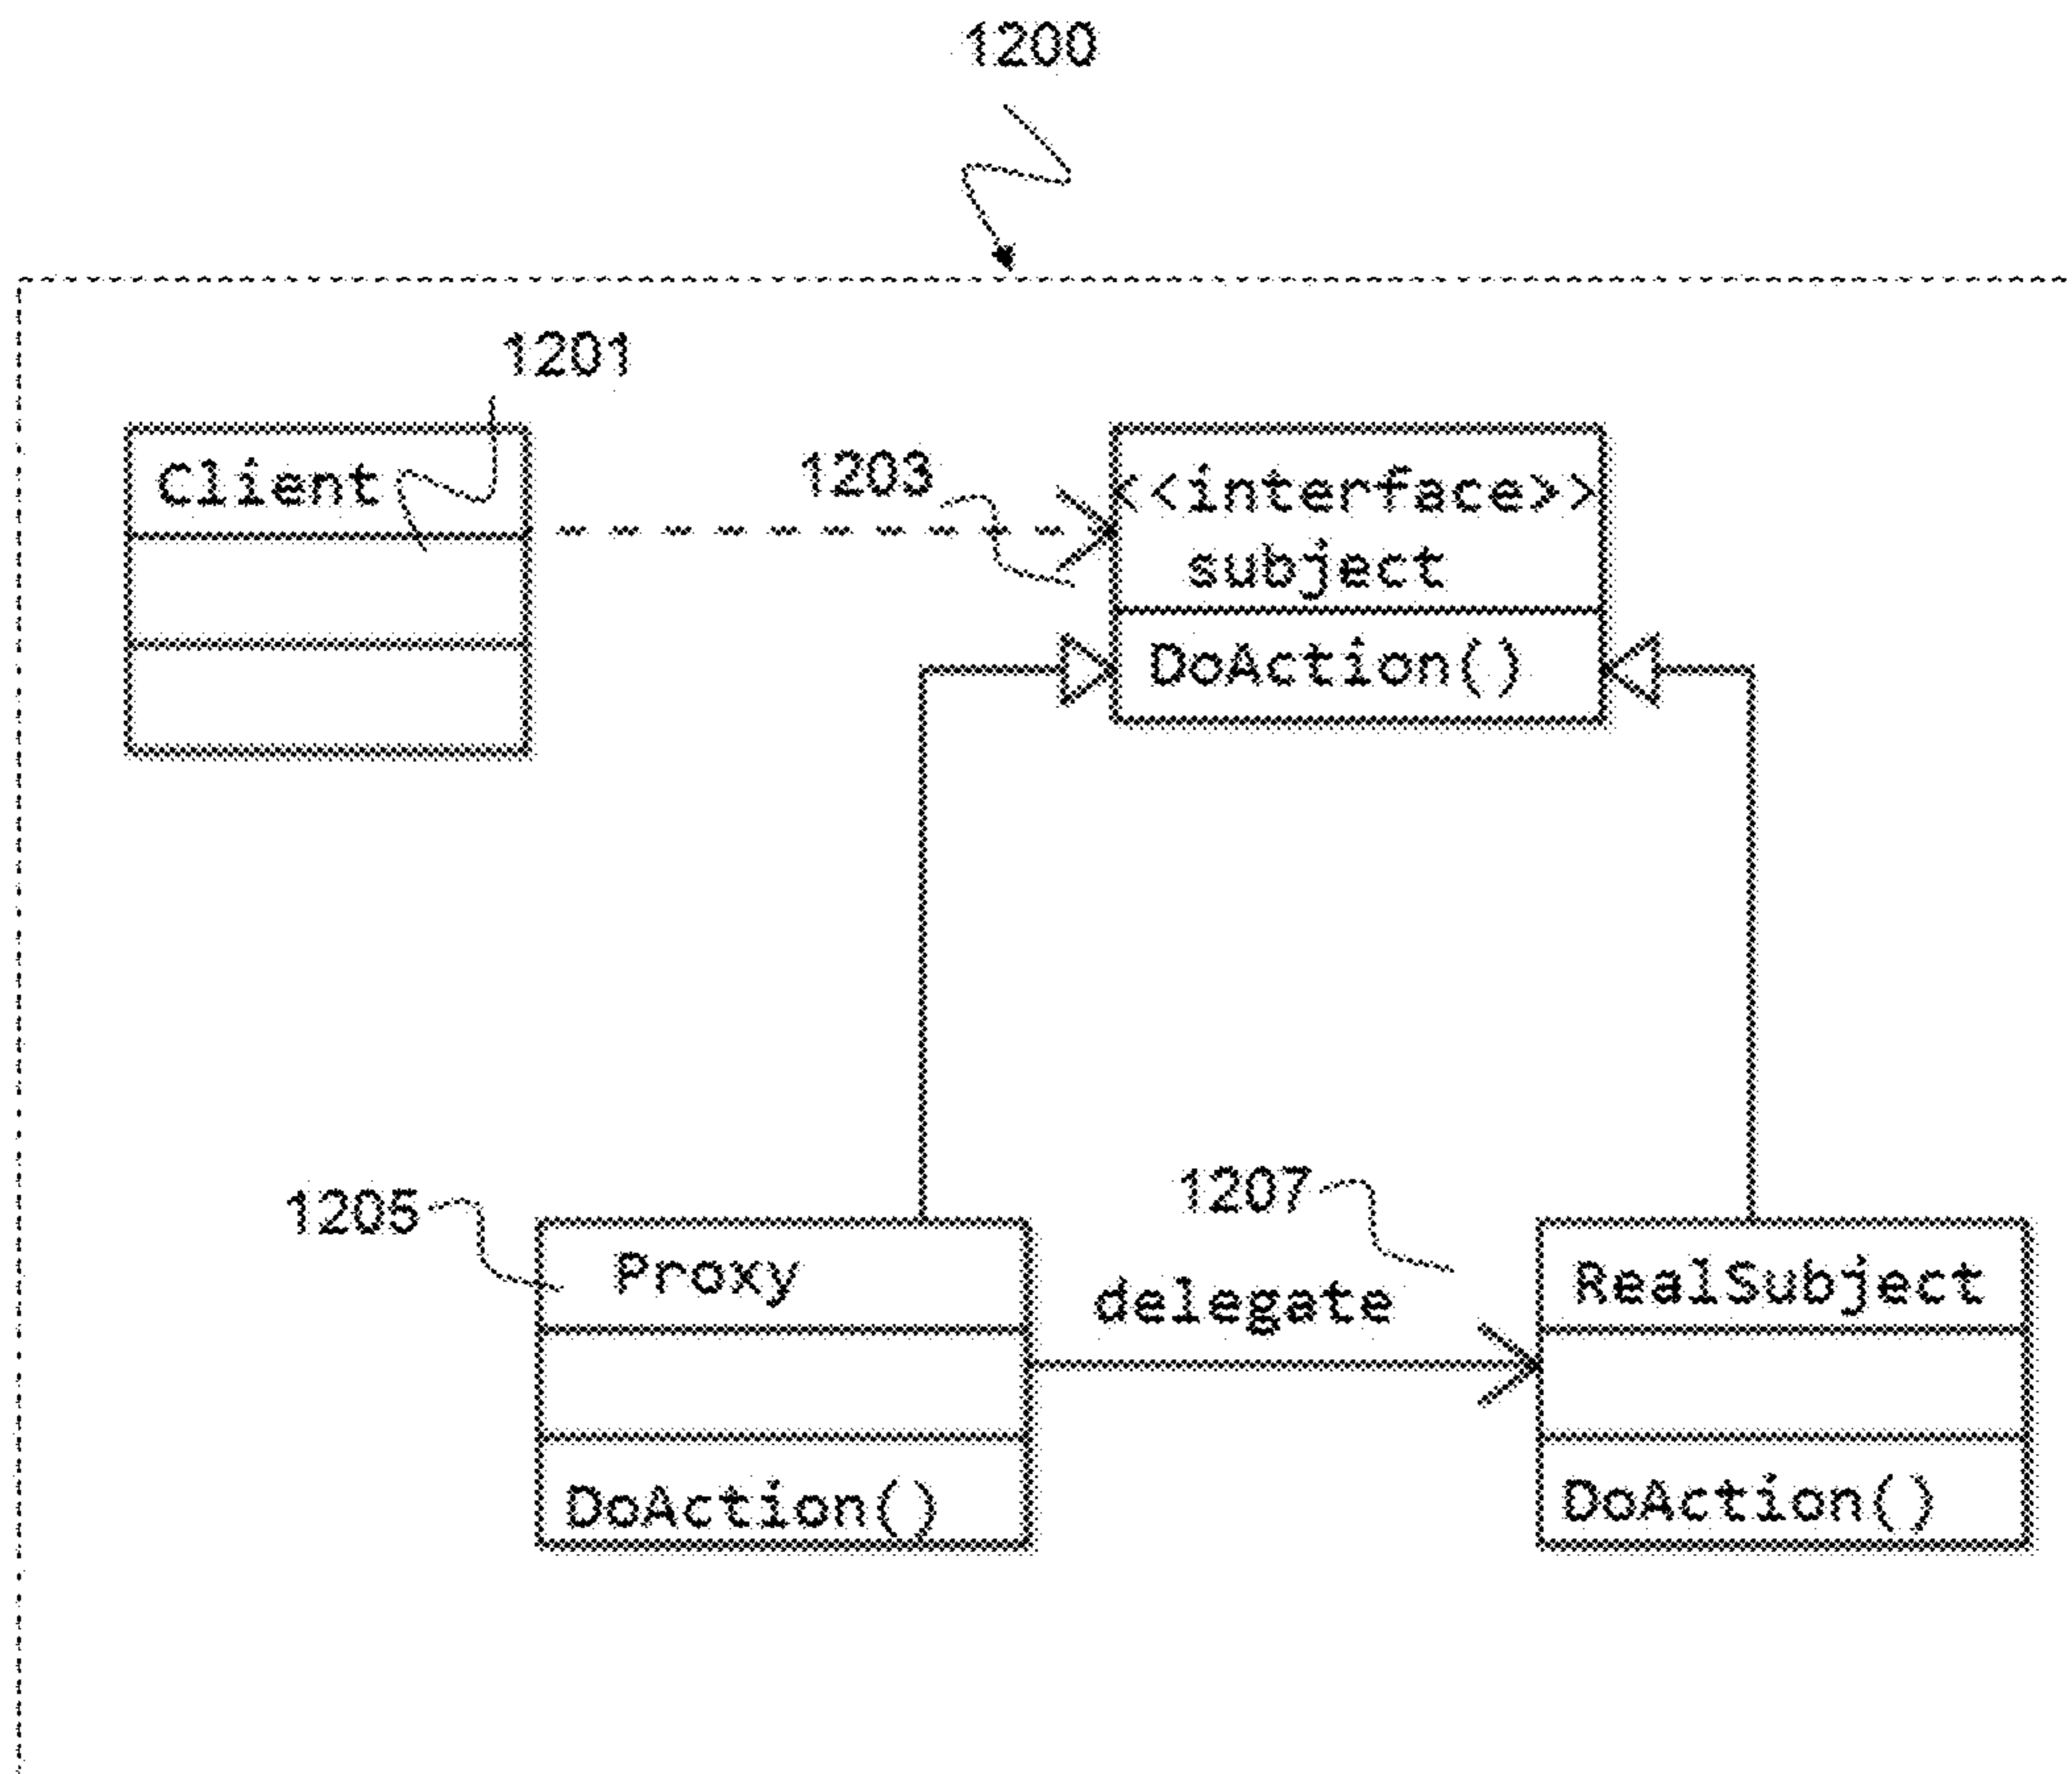 1200
1201
Client
1203
<<interface>>
subject
DoAction()
1205
Proxy
1207
delegate
RealSubject
DoAction()
DoAction()